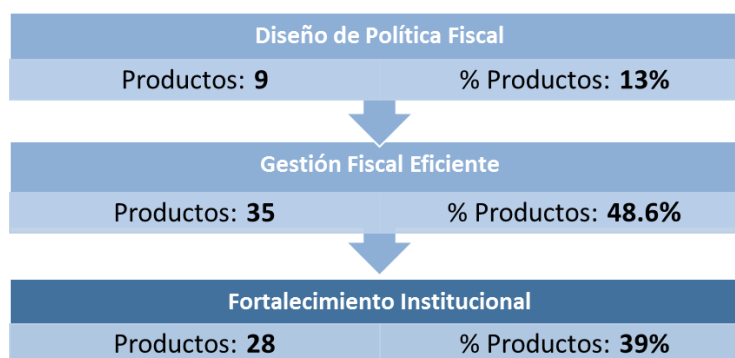 Diseño de Política Fiscal
Productos: 9 % Productos: 13%
Gestión Fiscal Eficiente
Productos: 35 % Productos: 48.6%
Fortalecimiento Institucional
Productos: 28 % Productos: 39%